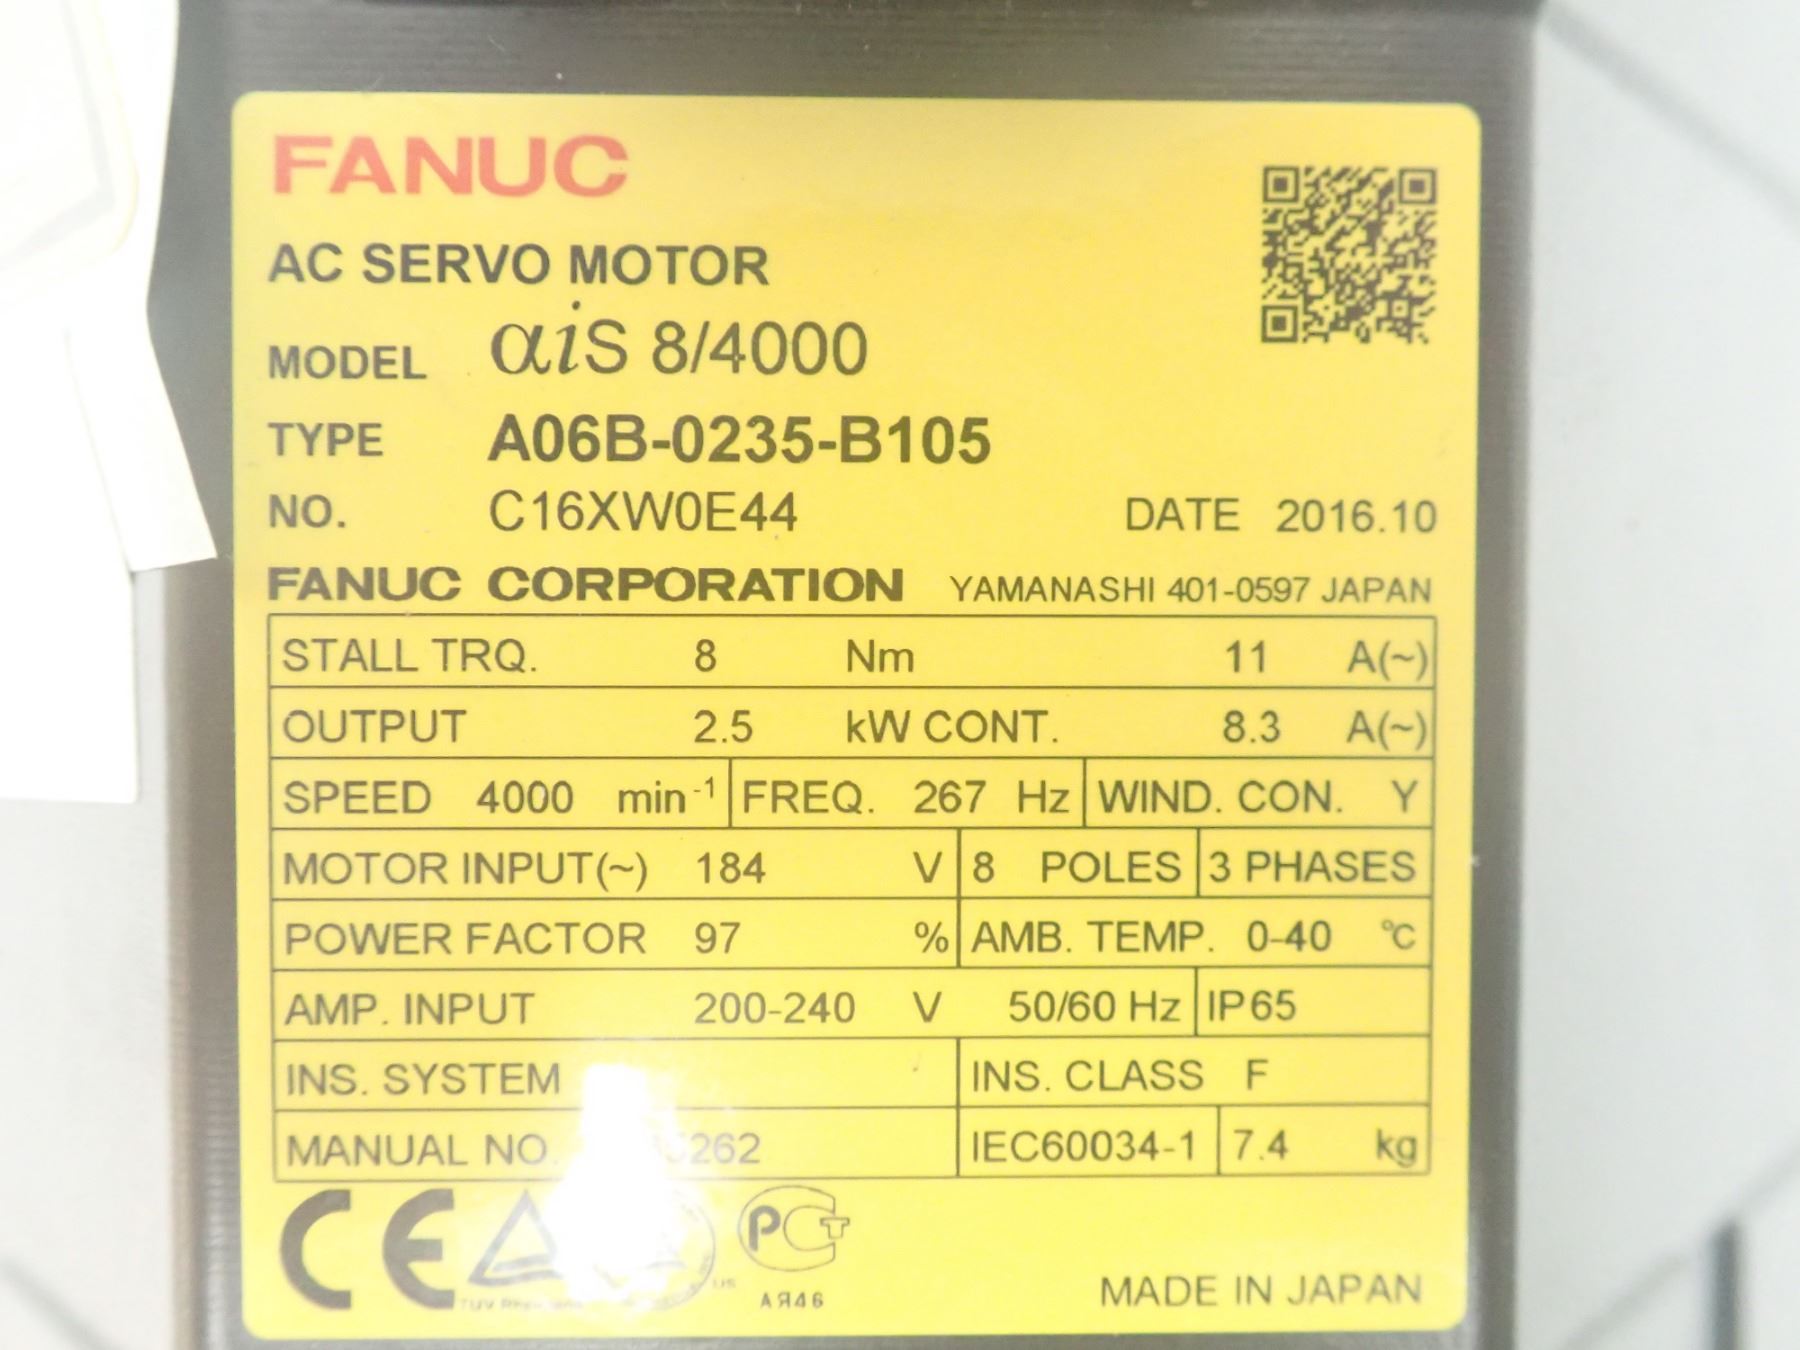 FANUC
AC SERVO MOTOR
MODEL αiS 8/4000
TYPE A06B-0235-B105
NO. C16XW0E44 DATE 2016.10
FANUC CORPORATION YAMANASHI 401-0597 JAPAN
STALL TRQ. 8 Nm 11 A(~)
OUTPUT 2.5 kW CONT. 8.3 A(~)
SPEED 4000 min⁻¹ FREQ. 267 Hz WIND. CON. Y
MOTOR INPUT(~) 184 V 8 POLES 3 PHASES
POWER FACTOR 97 % AMB. TEMP. 0-40 ℃
AMP. INPUT 200-240 V 50/60 Hz IP65
INS. SYSTEM INS. CLASS F
MANUAL NO. IEC60034-1 7.4 kg
CE TUV US РСТ
АЯ46 MADE IN JAPAN